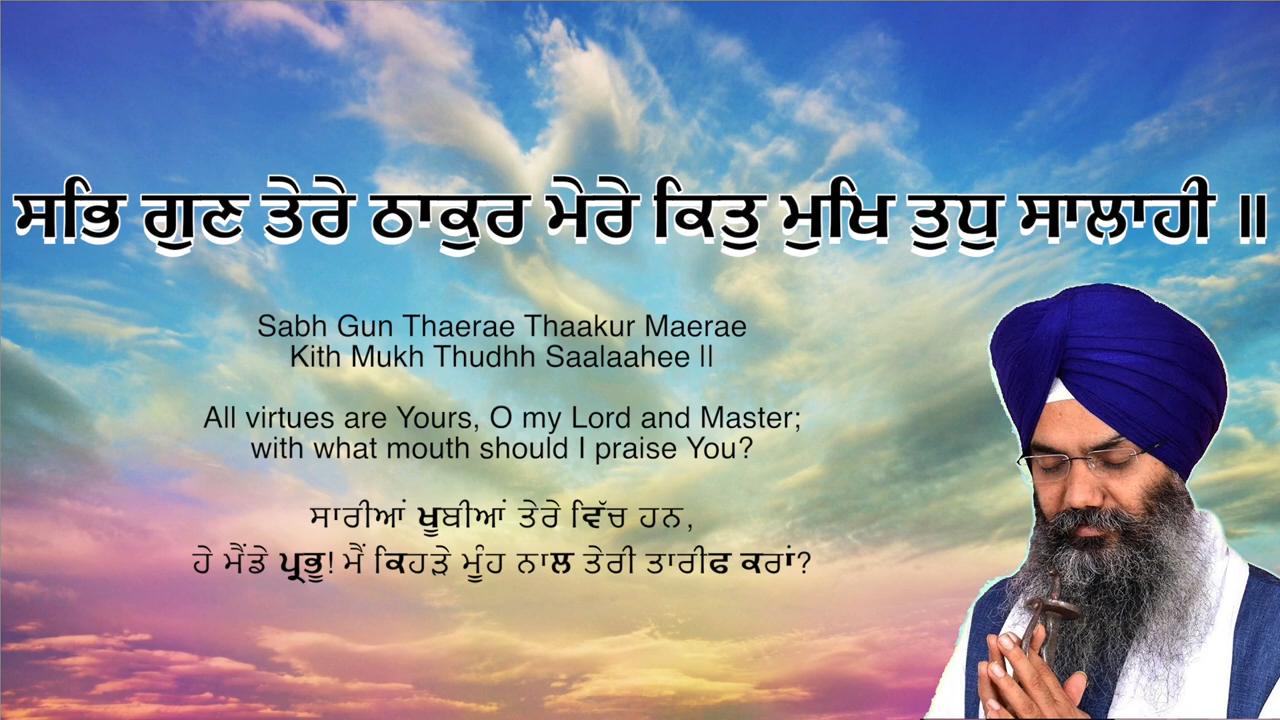 ਸਭਿ ਗੁਣ ਤੇਰੇ ਠਾਕੁਰ ਮੇਰੇ ਕਿਤੁ ਮੁਖਿ ਤੁਧੁ ਸਾਲਾਹੀ ॥
Sabh Gun Thaerae Thaakur Maerae
Kith Mukh Thudhh Saalaahee ||
All virtues are Yours, O my Lord and Master;
with what mouth should I praise You?
ਸਾਰੀਆਂ ਖੂਬੀਆਂ ਤੇਰੇ ਵਿੱਚ ਹਨ,
ਹੇ ਮੈਂਡੇ ਪ੍ਰਭੂ! ਮੈਂ ਕਿਹੜੇ ਮੂੰਹ ਨਾਲ ਤੇਰੀ ਤਾਰੀਫ ਕਰਾਂ?